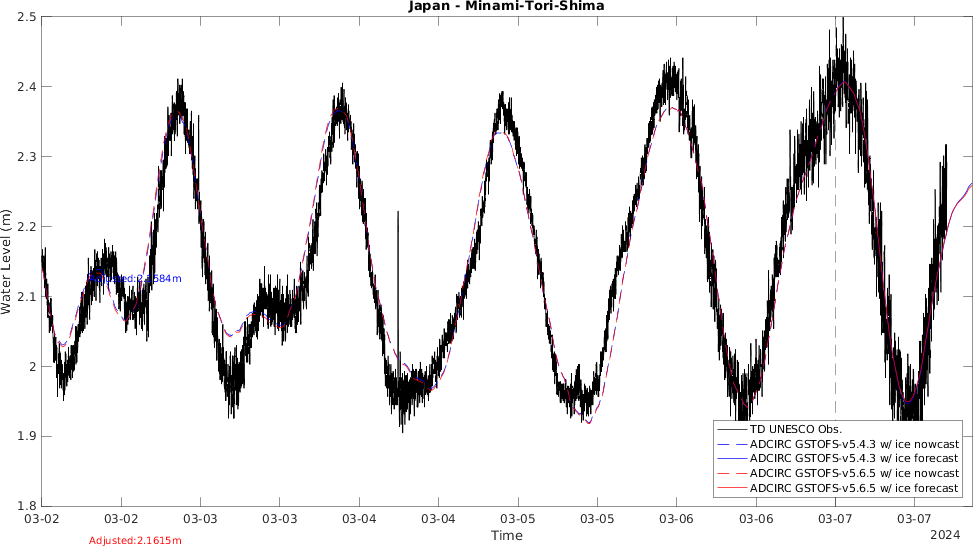 Japan - Minami-Tori-Shima
2.5
2.4
2.3
2.2
2.1
2
1.9
1.8
Water Level (m)
TD UNESCO Obs.
ADCIRC GSTOFS-v5.4.3 w/ ice nowcast
ADCIRC GSTOFS-v5.4.3 w/ ice forecast
ADCIRC GSTOFS-v5.6.5 w/ ice nowcast
ADCIRC GSTOFS-v5.6.5 w/ ice forecast
03-02 03-02 03-03 03-03 03-04 03-04 03-05 03-05 03-06 03-06 03-07 03-07
Time
2024
Adjusted:2.1615m